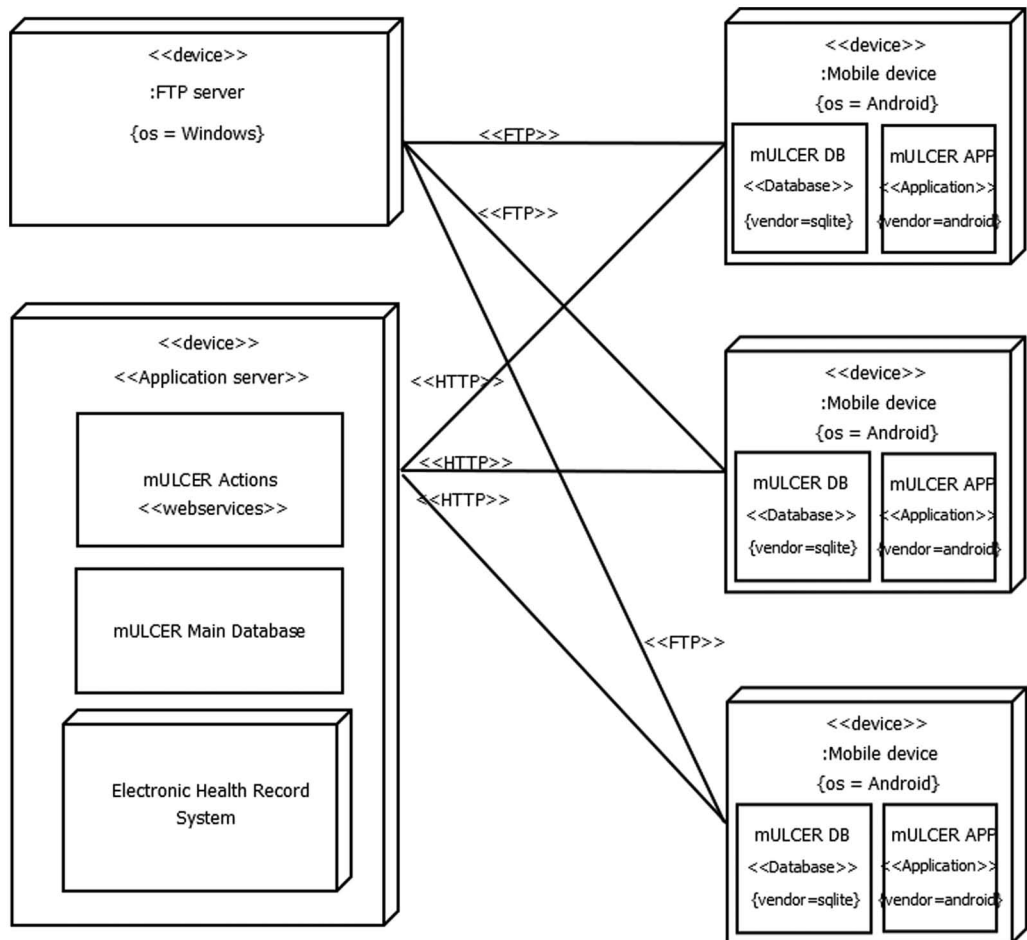 <<device>>
:FTP server
{os = Windows}
<<device>>
<<Application server>>
mULCER Actions
<<webservices>>
mULCER Main Database
Electronic Health Record
System
<<FTP>>
<<FTP>>
<<HTTP>>
<<HTTP>>
<<HTTP>>
<<FTP>>
<<device>>
:Mobile device
{os = Android}
mULCER DB
<<Database>>
{vendor=sqlite}
mULCER APP
<<Application>>
{vendor=android}
<<device>>
:Mobile device
{os = Android}
mULCER DB
<<Database>>
{vendor=sqlite}
mULCER APP
<<Application>>
{vendor=android}
<<device>>
:Mobile device
{os = Android}
mULCER DB
<<Database>>
{vendor=sqlite}
mULCER APP
<<Application>>
{vendor=android}